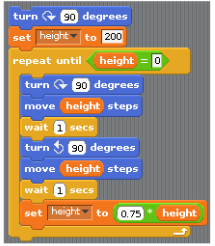 turn 90 degrees
set height to 200
repeat until height = 0
turn 90 degrees
move height steps
wait 1 secs
turn 90 degrees
move height steps
wait 1 secs
set height to 0.75 * height